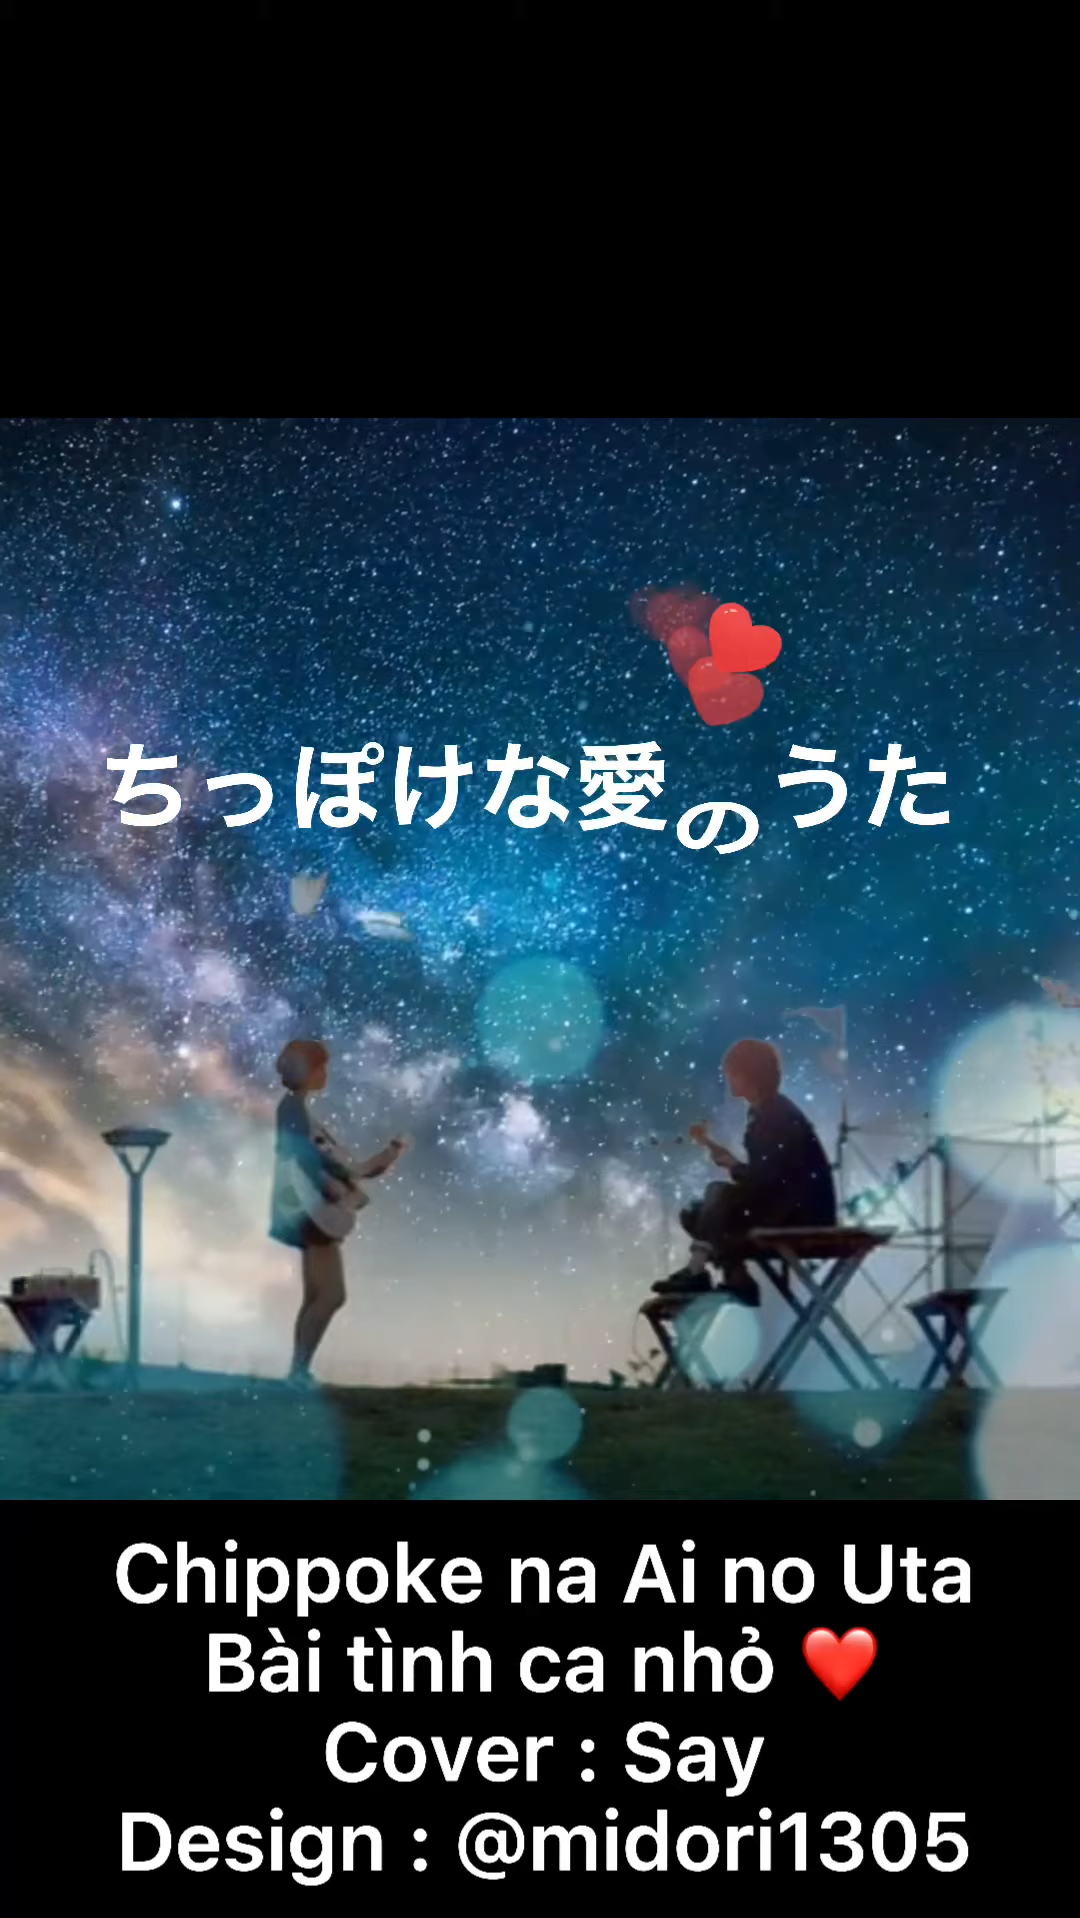 ちっぽけな愛のうた
Chippoke na Ai no Uta
Bài tình ca nhỏ ❤️
Cover : Say
Design : @midori1305